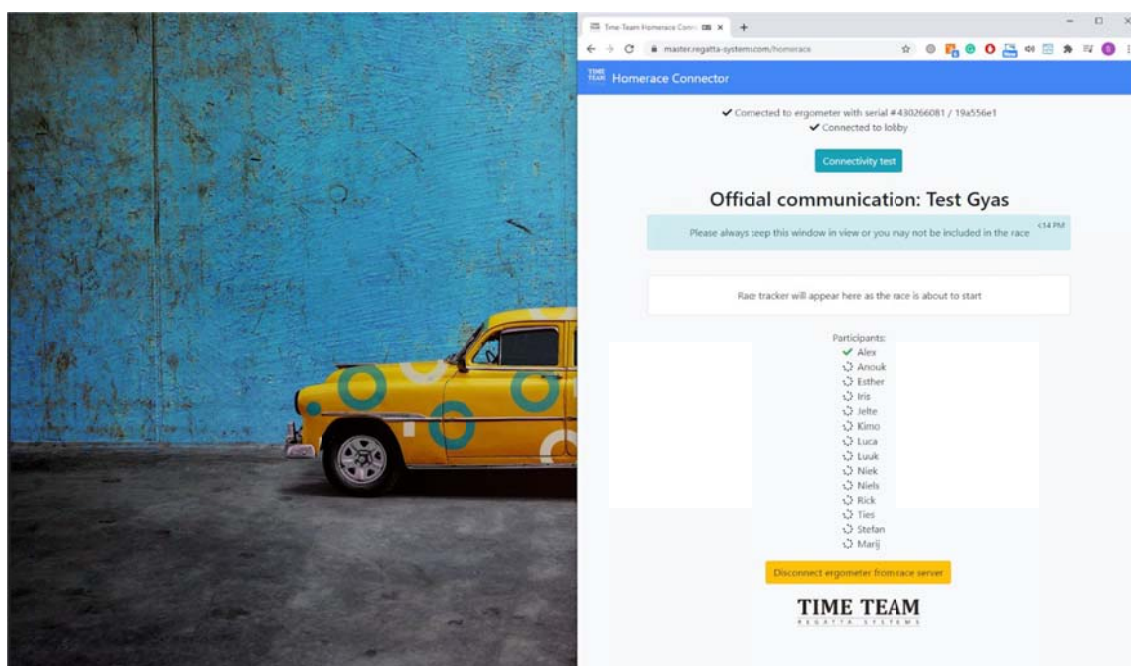 Time-Team Homerace Conn
master.regatta-systems.com/homerace
TIME TEAM
Homerace Connector
Connected to ergometer with serial #430266081 / 19a556e1
Connected to lobby
Connectivity test
Official communication: Test Gyas
Please always keep this window in view or you may not be included in the race
Race tracker will appear here as the race is about to start
Participants:
Alex
Anouk
Esther
Iris
Jelte
Kimo
Luca
Luuk
Niek
Niels
Rick
Ties
Stefan
Marij
Disconnect ergometer from race server
TIME TEAM
REGATTA SYSTEMS